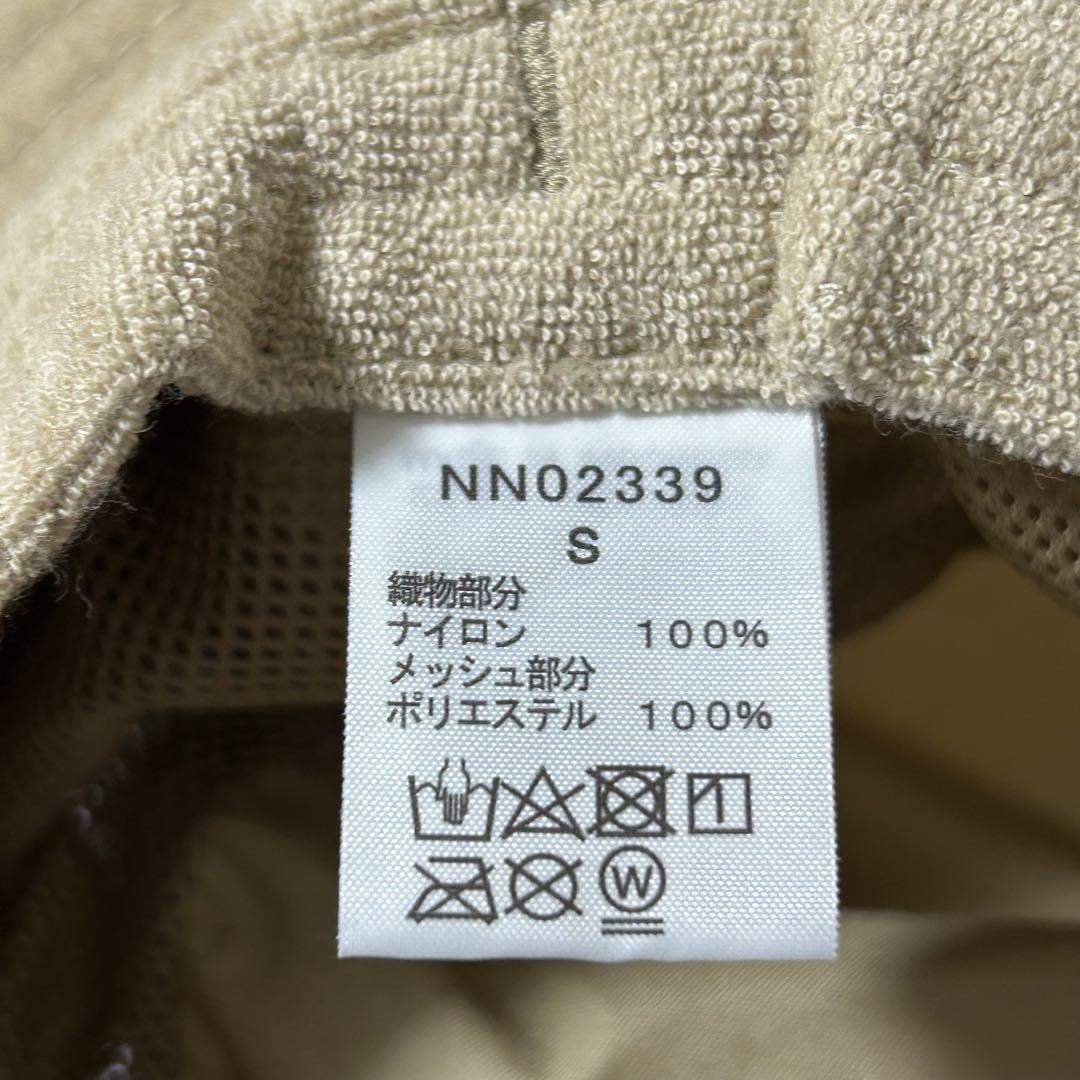 NN02339
S
織物部分
ナイロン 100%
メッシュ部分
ポリエステル 100%
W